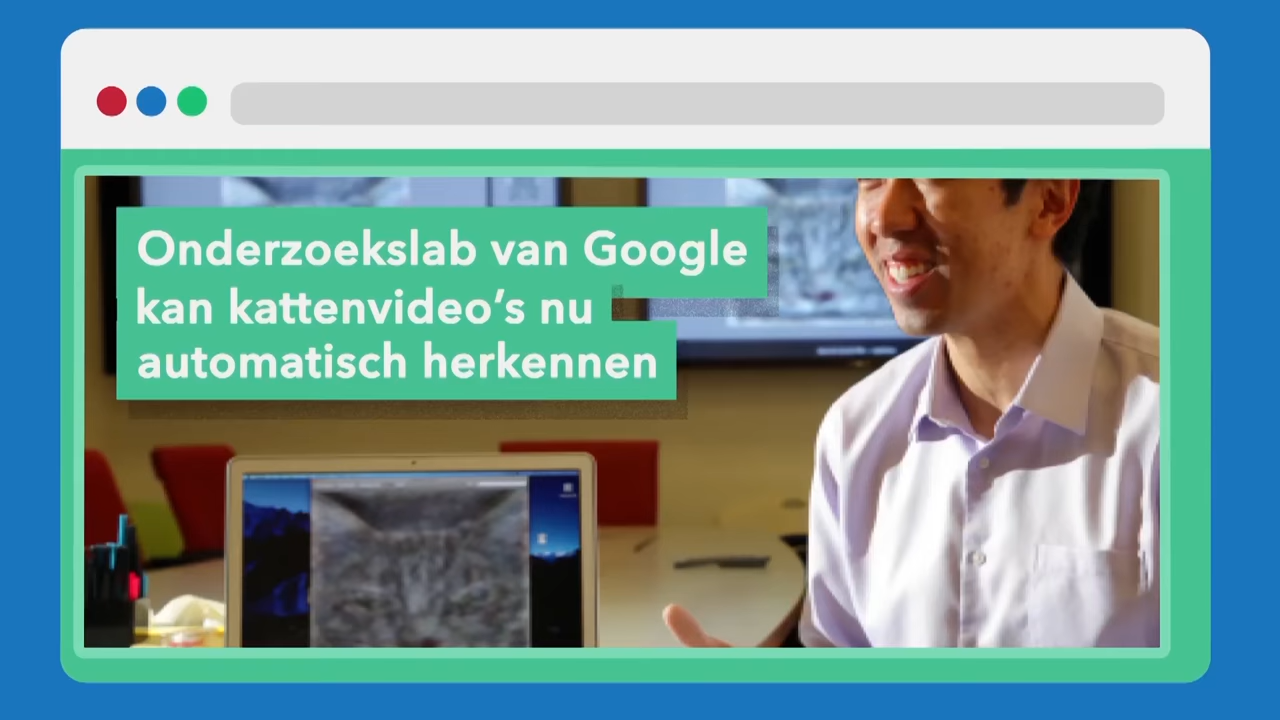 Onderzoekslab van Google
kan kattenvideo’s nu
automatisch herkennen